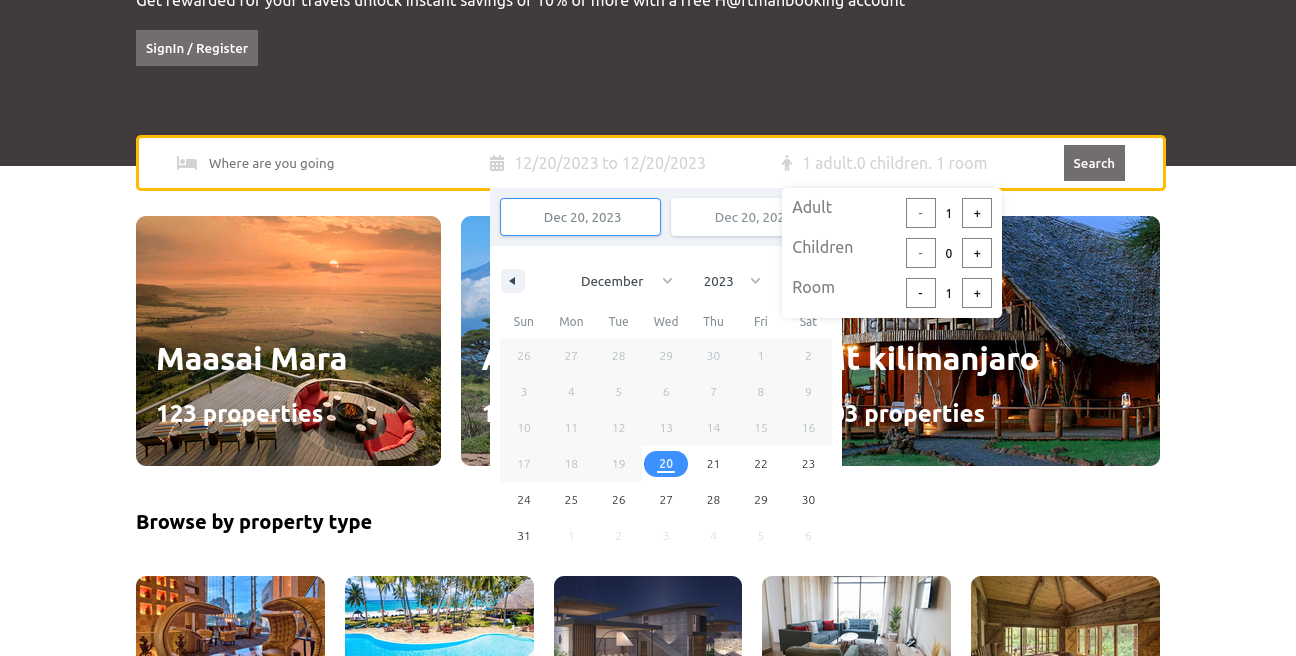 Get rewarded for your travels unlock instant savings of 10% or more with a free H@rtmanbooking account
SignIn / Register
Where are you going
12/20/2023 to 12/20/2023
1 adult.0 children. 1 room
Search
Dec 20, 2023
Dec 20, 202
Adult
- 1 +
Children
- 0 +
Room
- 1 +
December
2023
Sun Mon Tue Wed Thu Fri Sat
26 27 28 29 30 1 2
3 4 5 6 7 8 9
10 11 12 13 14 15 16
17 18 19 20 21 22 23
24 25 26 27 28 29 30
31 1 2 3 4 5 6
Maasai Mara
123 properties
t kilimanjaro
3 properties
Browse by property type